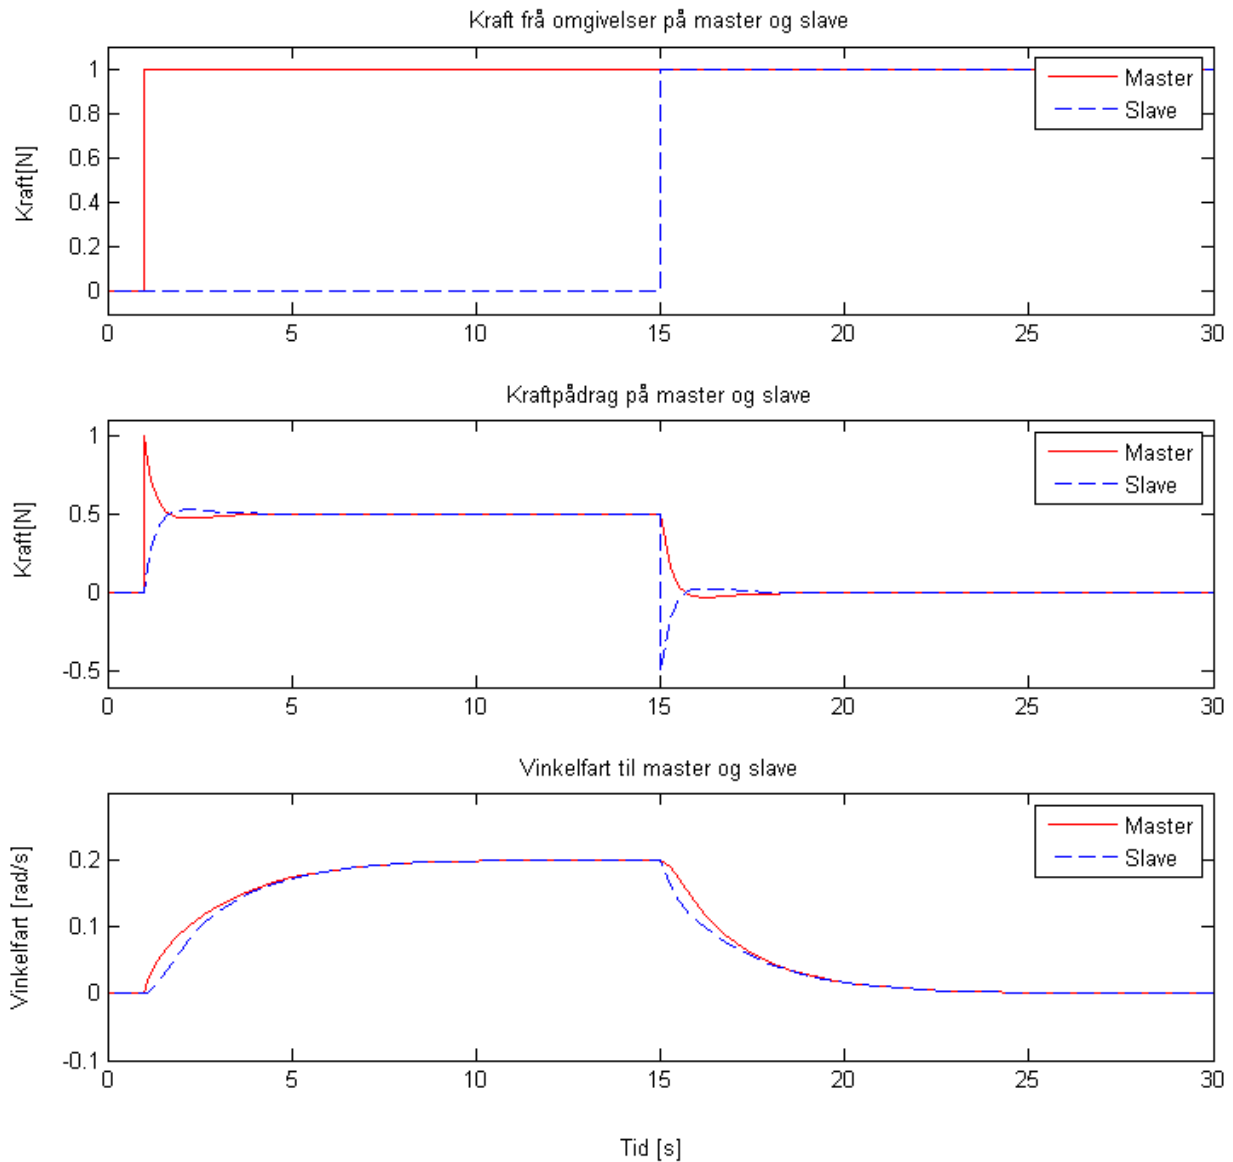 Kraft frå omgivelser på master og slave
Kraft[N]
1
0.8
0.6
0.4
0.2
0
0 5 10 15 20 25 30
Master
Slave
Kraftpådrag på master og slave
Kraft[N]
1
0.5
0
-0.5
0 5 10 15 20 25 30
Master
Slave
Vinkelfart til master og slave
Vinkelfart [rad/s]
0.2
0.1
0
-0.1
0 5 10 15 20 25 30
Master
Slave
Tid [s]